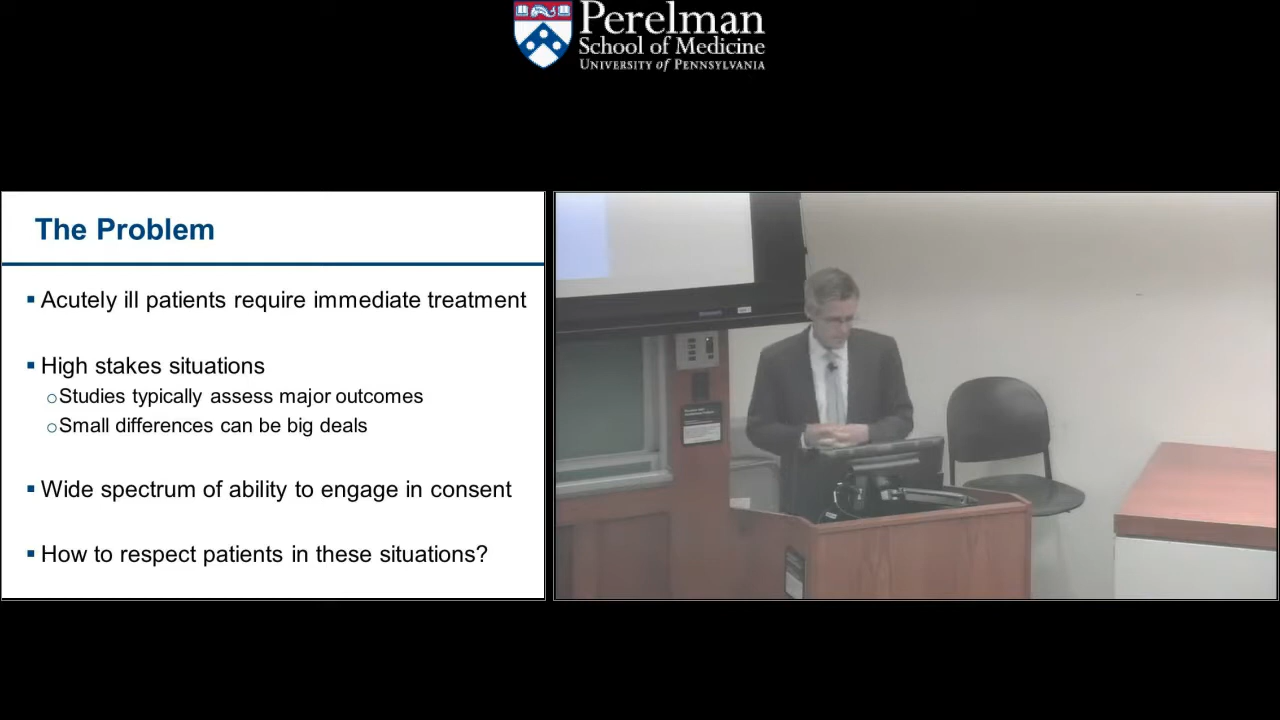 Perelman
School of Medicine
UNIVERSITY of PENNSYLVANIA
The Problem
▪ Acutely ill patients require immediate treatment
▪ High stakes situations
o Studies typically assess major outcomes
o Small differences can be big deals
▪ Wide spectrum of ability to engage in consent
▪ How to respect patients in these situations?